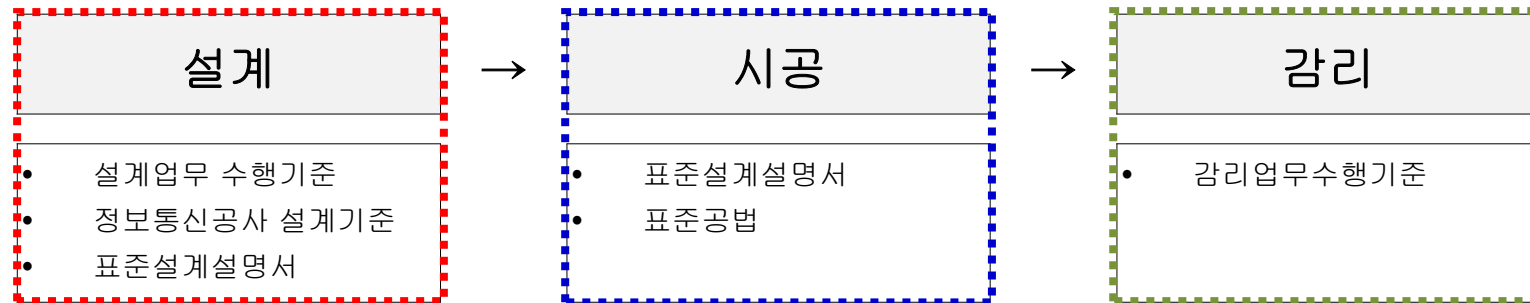 설계 → 시공 → 감리
• 설계업무 수행기준
• 정보통신공사 설계기준
• 표준설계설명서
• 표준설계설명서
• 표준공법
• 감리업무수행기준